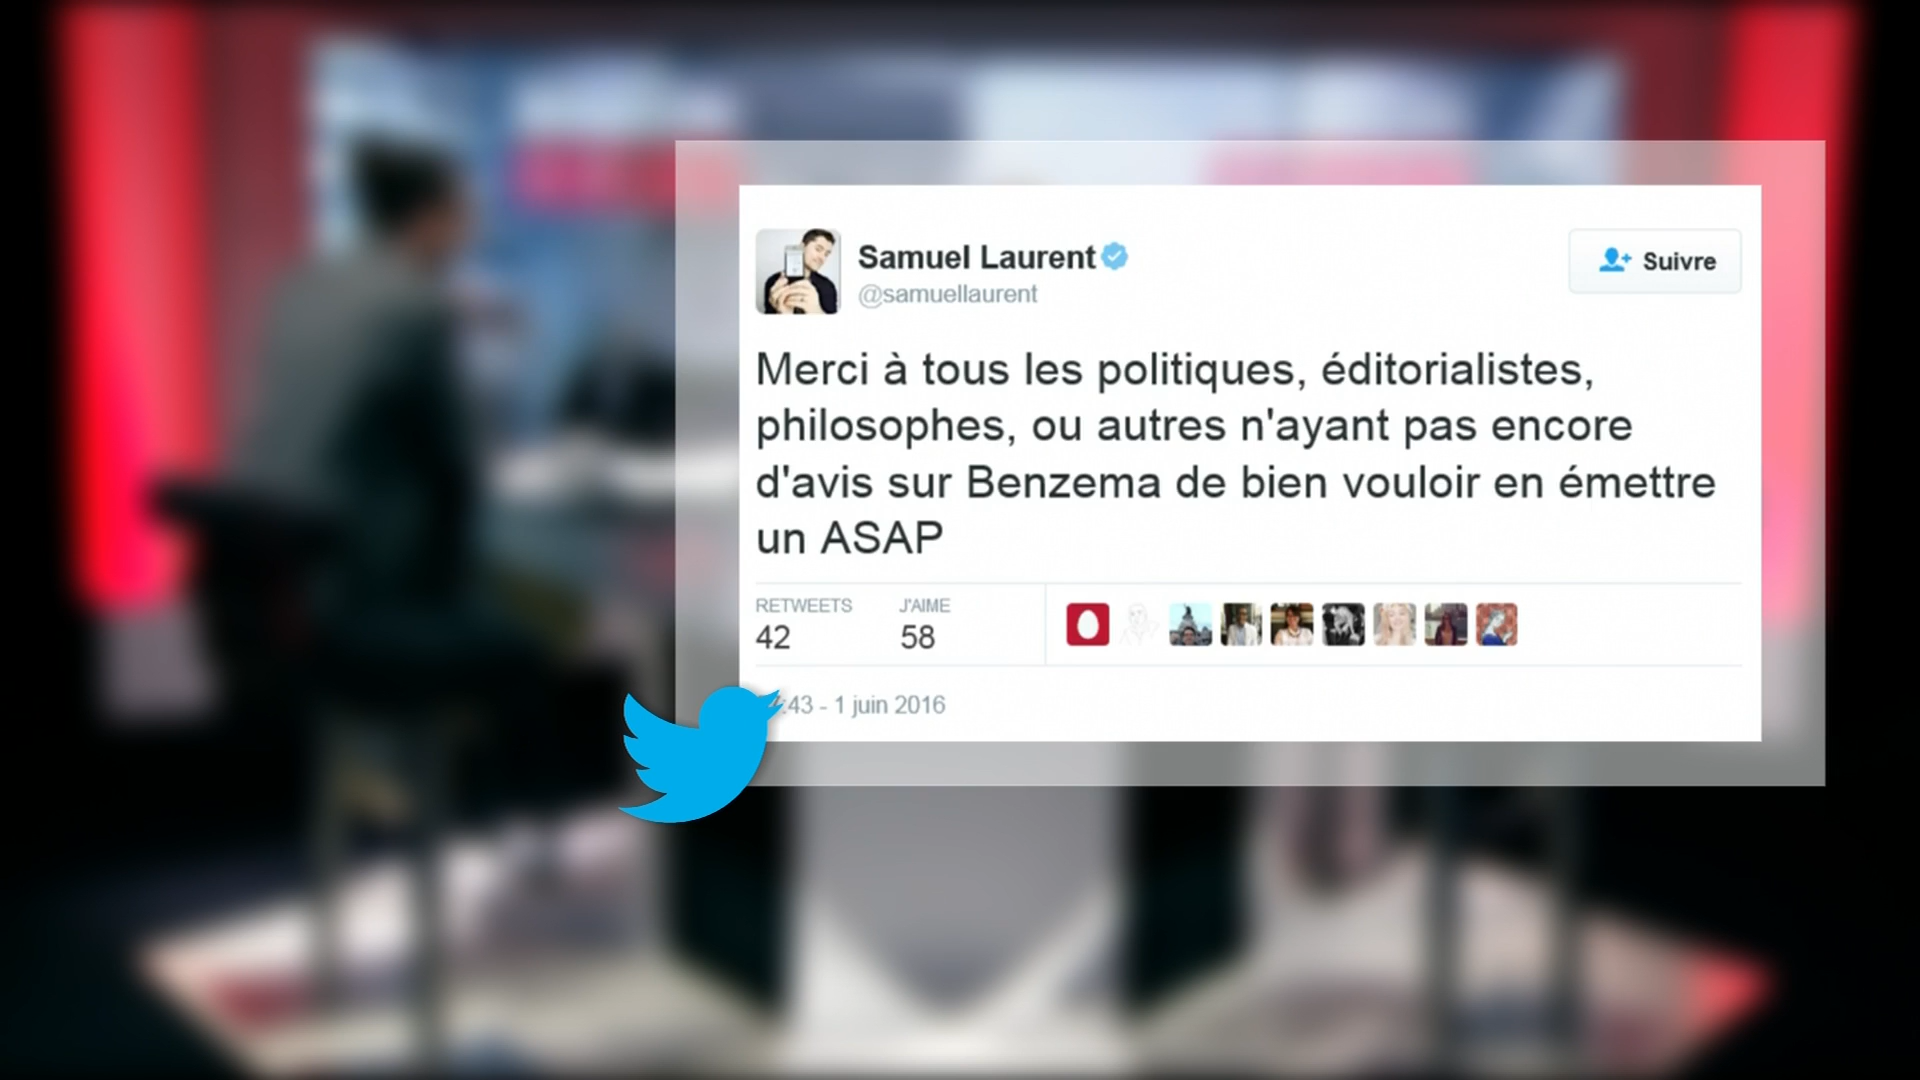 Samuel Laurent
@samuellaurent
Suivre
Merci à tous les politiques, éditorialistes,
philosophes, ou autres n'ayant pas encore
d'avis sur Benzema de bien vouloir en émettre
un ASAP
RETWEETS
J'AIME
42
58
:43 - 1 juin 2016